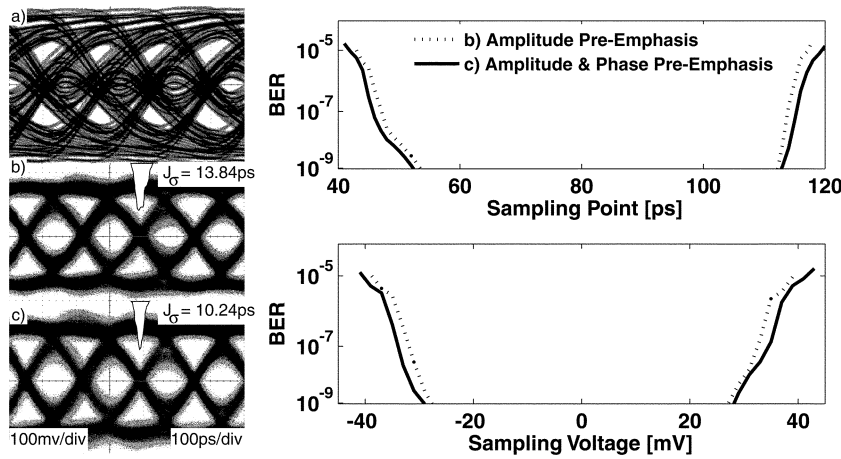 a)
b)
Jσ = 13.84ps
c)
Jσ = 10.24ps
100mv/div
100ps/div
BER
10-5
10-7
10-9
b) Amplitude Pre-Emphasis
c) Amplitude & Phase Pre-Emphasis
40
60
80
100
120
Sampling Point [ps]
BER
10-5
10-7
10-9
-40
-20
0
20
40
Sampling Voltage [mV]